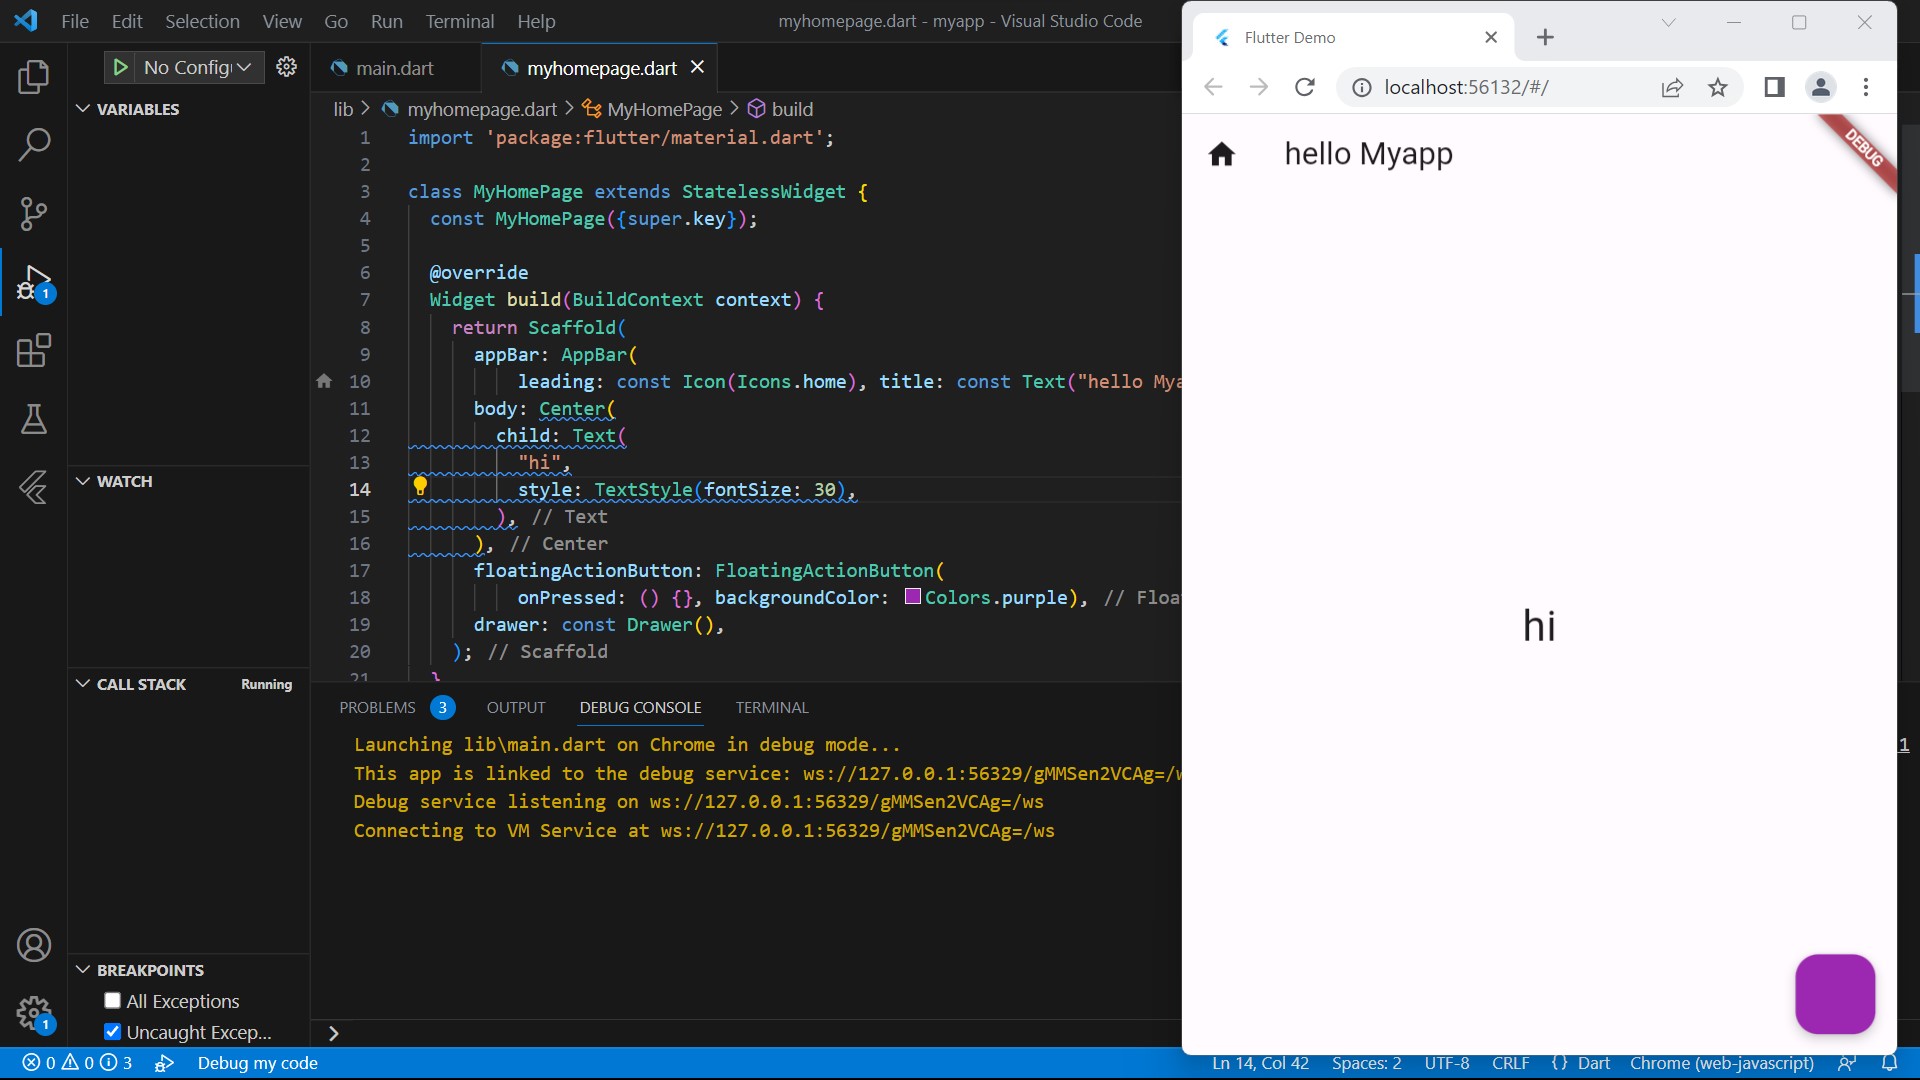 File Edit Selection View Go Run Terminal Help
myhomepage.dart - myapp - Visual Studio Code
No Config
VARIABLES
WATCH
CALL STACK Running
BREAKPOINTS
All Exceptions
Uncaught Excep...
main.dart
myhomepage.dart
lib > myhomepage.dart > MyHomePage > build
1 import 'package:flutter/material.dart';
2
3 class MyHomePage extends StatelessWidget {
4 const MyHomePage({super.key});
5
6 @override
7 Widget build(BuildContext context) {
8 return Scaffold(
9 appBar: AppBar(
10 leading: const Icon(Icons.home), title: const Text("hello Mya
11 body: Center(
12 child: Text(
13 "hi",
14 style: TextStyle(fontSize: 30),
15 ), // Text
16 ), // Center
17 floatingActionButton: FloatingActionButton(
18 onPressed: () {}, backgroundColor: Colors.purple), // Floa
19 drawer: const Drawer(),
20 ); // Scaffold
21 }
PROBLEMS 3 OUTPUT DEBUG CONSOLE TERMINAL
Launching lib\main.dart on Chrome in debug mode...
This app is linked to the debug service: ws://127.0.0.1:56329/gMMSen2VCAg=/w
Debug service listening on ws://127.0.0.1:56329/gMMSen2VCAg=/ws
Connecting to VM Service at ws://127.0.0.1:56329/gMMSen2VCAg=/ws
1
1
1
0 0 3 Debug my code
Ln 14, Col 42 Spaces: 2 UTF-8 CRLF {} Dart Chrome (web-javascript)
Flutter Demo
localhost:56132/#/
hello Myapp
DEBUG
hi